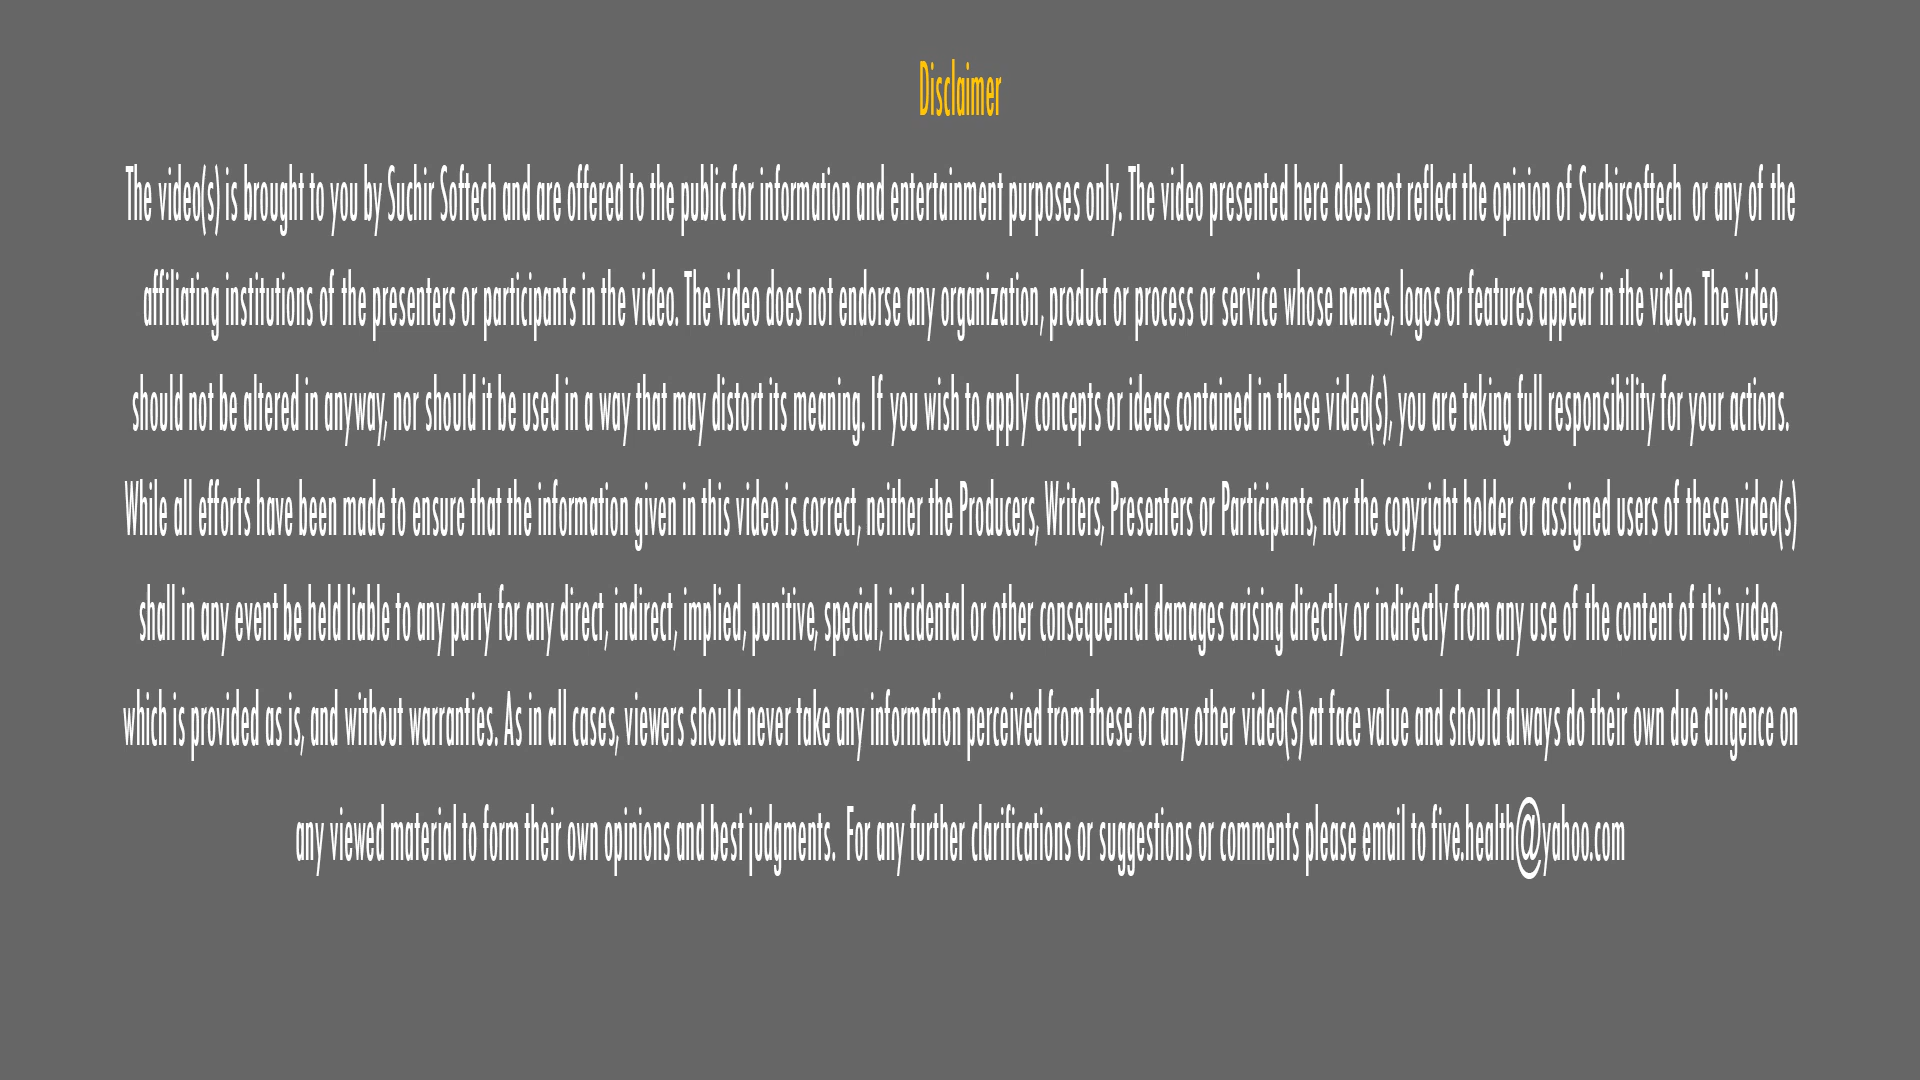 Disclaimer
The video(s) is brought to you by Suchir Softech and are offered to the public for information and entertainment purposes only. The video presented here does not reflect the opinion of Suchirsoftech or any of the
affiliating institutions of the presenters or participants in the video. The video does not endorse any organization, product or process or service whose names, logos or features appear in the video. The video
should not be altered in anyway, nor should it be used in a way that may distort its meaning. If you wish to apply concepts or ideas contained in these video(s), you are taking full responsibility for your actions.
While all efforts have been made to ensure that the information given in this video is correct, neither the Producers, Writers, Presenters or Participants, nor the copyright holder or assigned users of these video(s)
shall in any event be held liable to any party for any direct, indirect, implied, punitive, special, incidental or other consequential damages arising directly or indirectly from any use of the content of this video,
which is provided as is, and without warranties. As in all cases, viewers should never take any information perceived from these or any other video(s) at face value and should always do their own due diligence on
any viewed material to form their own opinions and best judgments. For any further clarifications or suggestions or comments please email to five.health@yahoo.com